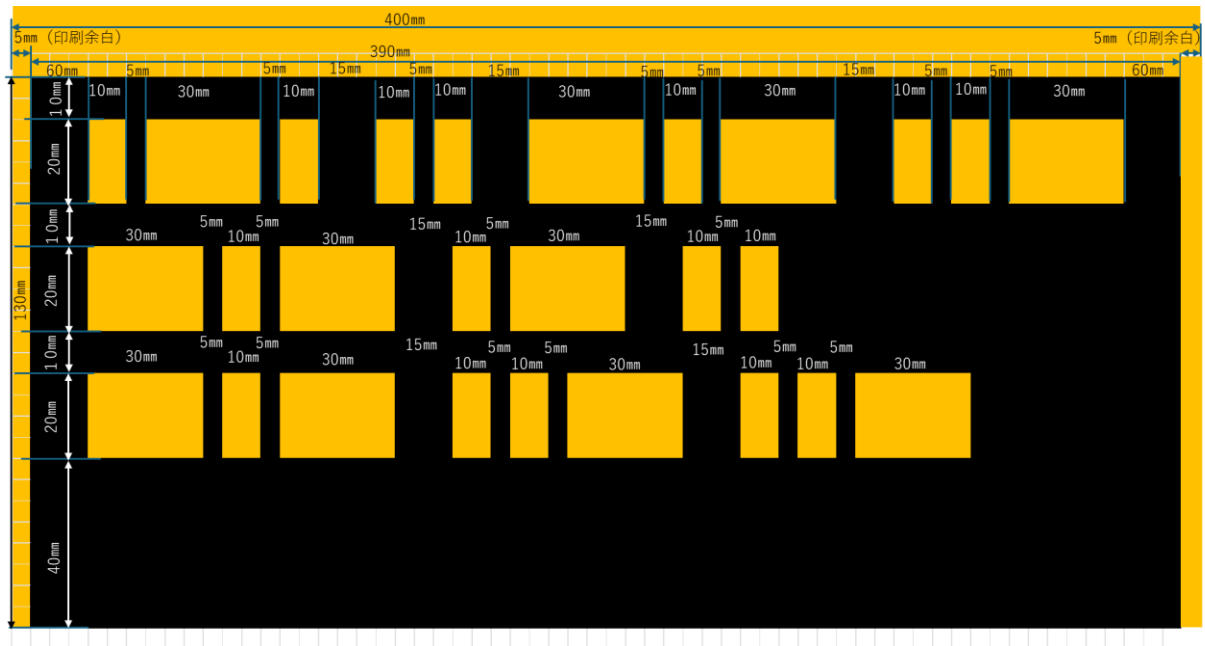 400mm
5mm（印刷余白） 5mm（印刷余白）
390mm
60mm 5mm 5mm 15mm 5mm 15mm 5mm 5mm 15mm 5mm 5mm 60mm
10mm 30mm 10mm 10mm 10mm 30mm 10mm 30mm 10mm 10mm 30mm
10mm
20mm
10mm
5mm 5mm 15mm 5mm 15mm 5mm
30mm 10mm 30mm 10mm 30mm 10mm 10mm
20mm
130mm
10mm
5mm 5mm 15mm 5mm 5mm 15mm 5mm 5mm
30mm 10mm 30mm 10mm 10mm 30mm 10mm 10mm 30mm
20mm
40mm